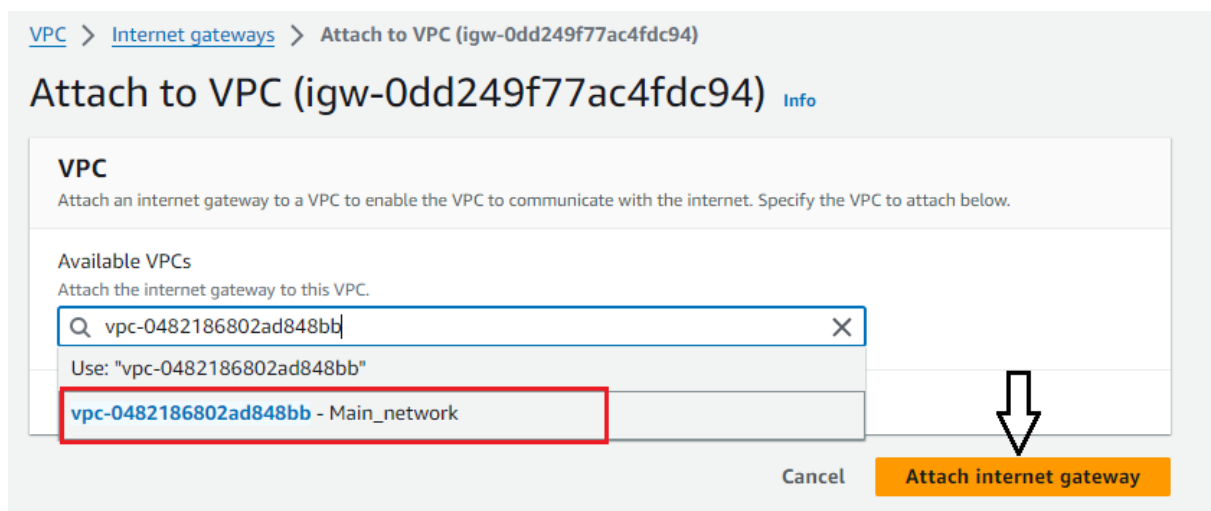 VPC > Internet gateways > Attach to VPC (igw-0dd249f77ac4fdc94)
Attach to VPC (igw-0dd249f77ac4fdc94) Info
VPC
Attach an internet gateway to a VPC to enable the VPC to communicate with the internet. Specify the VPC to attach below.
Available VPCs
Attach the internet gateway to this VPC.
vpc-0482186802ad848bb
Use: "vpc-0482186802ad848bb"
vpc-0482186802ad848bb - Main_network
Cancel Attach internet gateway